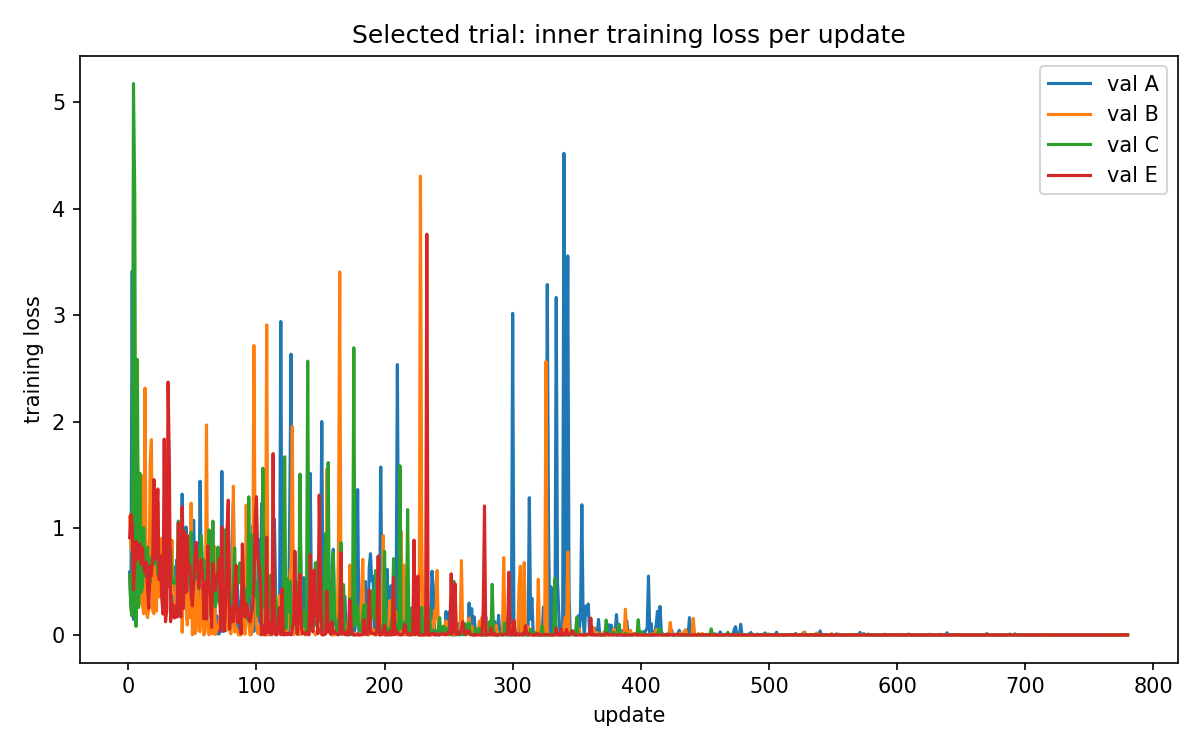 Selected trial: inner training loss per update
val A
val B
val C
val E
training loss
5
4
3
2
1
0
0 100 200 300 400 500 600 700 800
update